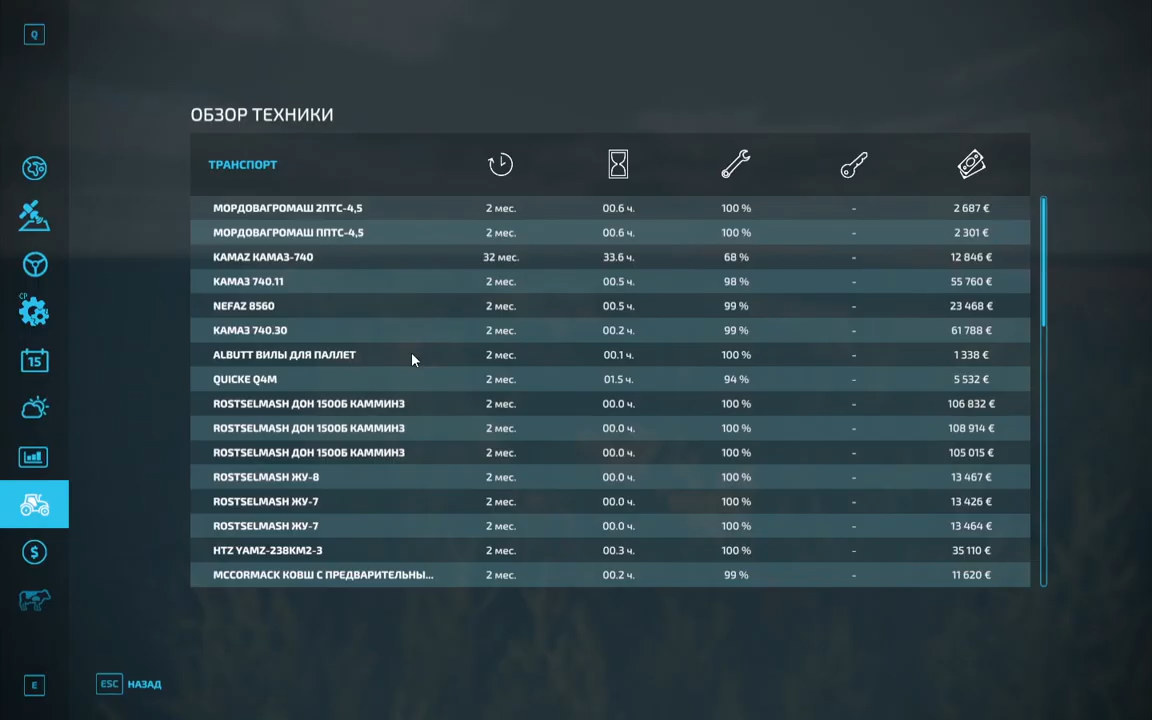 Q
ОБЗОР ТЕХНИКИ
ТРАНСПОРТ
МОРДОВАГРОМАШ 2ПТС-4,5 2 мес. 00.6 ч. 100 % - 2 687 €
МОРДОВАГРОМАШ ППТС-4,5 2 мес. 00.6 ч. 100 % - 2 301 €
KAMAZ КАМАЗ-740 32 мес. 33.6 ч. 68 % - 12 846 €
КАМАЗ 740.11 2 мес. 00.5 ч. 98 % - 55 760 €
NEFAZ 8560 2 мес. 00.5 ч. 99 % - 23 468 €
КАМАЗ 740.30 2 мес. 00.2 ч. 99 % - 61 788 €
ALBUTT ВИЛЫ ДЛЯ ПАЛЛЕТ 2 мес. 00.1 ч. 100 % - 1 338 €
QUICKE Q4M 2 мес. 01.5 ч. 94 % - 5 532 €
ROSTSELMASH ДОН 1500Б КАММИНЗ 2 мес. 00.0 ч. 100 % - 106 832 €
ROSTSELMASH ДОН 1500Б КАММИНЗ 2 мес. 00.0 ч. 100 % - 108 914 €
ROSTSELMASH ДОН 1500Б КАММИНЗ 2 мес. 00.0 ч. 100 % - 105 015 €
ROSTSELMASH ЖУ-8 2 мес. 00.0 ч. 100 % - 13 467 €
ROSTSELMASH ЖУ-7 2 мес. 00.0 ч. 100 % - 13 426 €
ROSTSELMASH ЖУ-7 2 мес. 00.0 ч. 100 % - 13 464 €
HTZ YAMZ-238KM2-3 2 мес. 00.3 ч. 100 % - 35 110 €
MCCORMACK КОВШ С ПРЕДВАРИТЕЛЬНЫ... 2 мес. 00.2 ч. 99 % - 11 620 €
CP
15
$
E
ESC НАЗАД